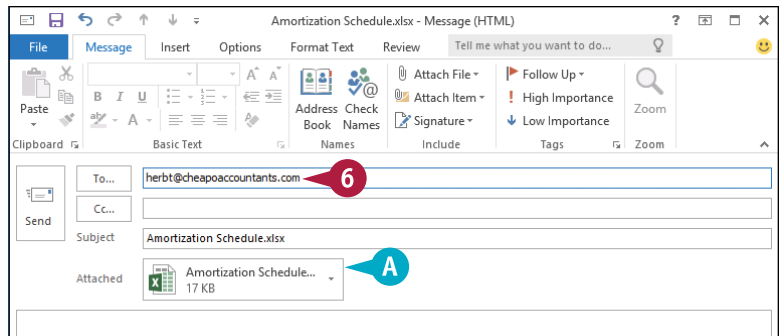 Amortization Schedule.xlsx - Message (HTML)
?
File Message Insert Options Format Text Review Tell me what you want to do...
Paste
B I U
A A
ab A
Address Book
Check Names
Attach File
Attach Item
Signature
Follow Up
High Importance
Low Importance
Zoom
Clipboard Basic Text Names Include Tags Zoom
Send
To... herbt@cheapoaccountants.com 6
Cc...
Subject Amortization Schedule.xlsx
Attached Amortization Schedule... A
17 KB